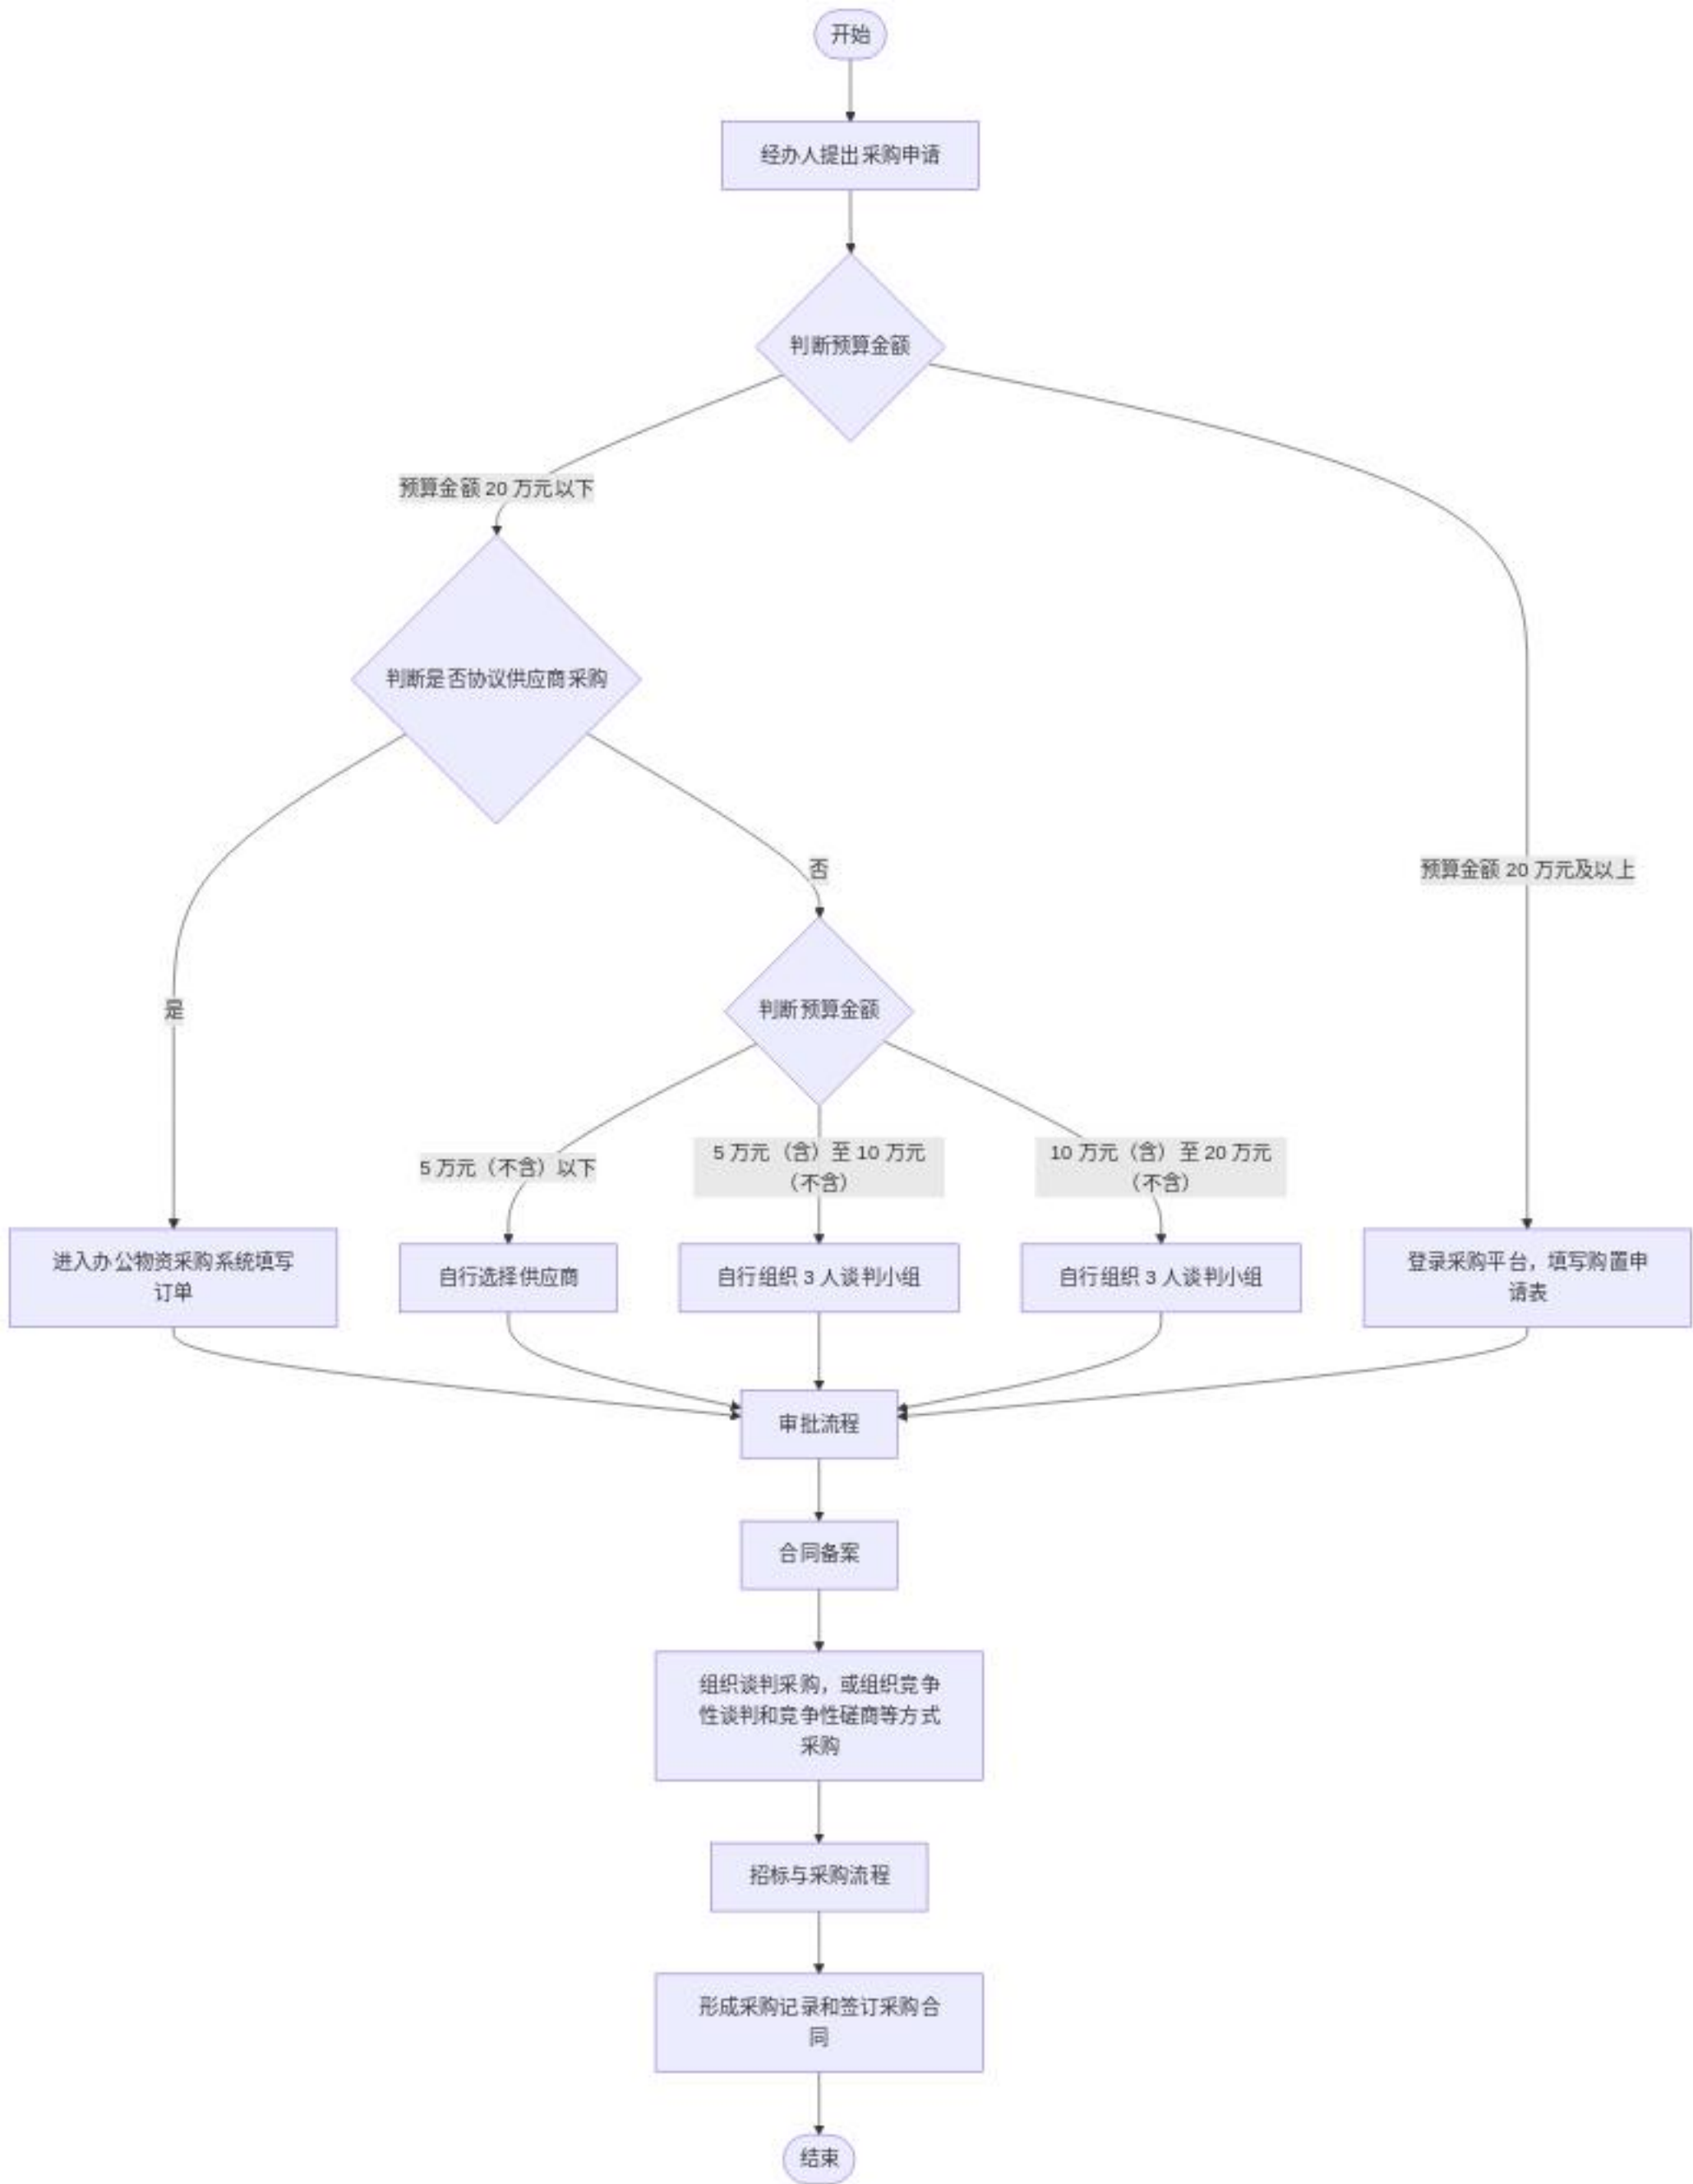 开始
经办人提出采购申请
判断预算金额
预算金额 20 万元以下
判断是否协议供应商采购
否
预算金额 20 万元及以上
是
判断预算金额
5 万元（不含）以下
5 万元（含）至 10 万元
（不含）
10 万元（含）至 20 万元
（不含）
进入办公物资采购系统填写
订单
自行选择供应商
自行组织 3 人谈判小组
自行组织 3 人谈判小组
登录采购平台，填写购置申
请表
审批流程
合同备案
组织谈判采购，或组织竞争
性谈判和竞争性磋商等方式
采购
招标与采购流程
形成采购记录和签订采购合
同
结束